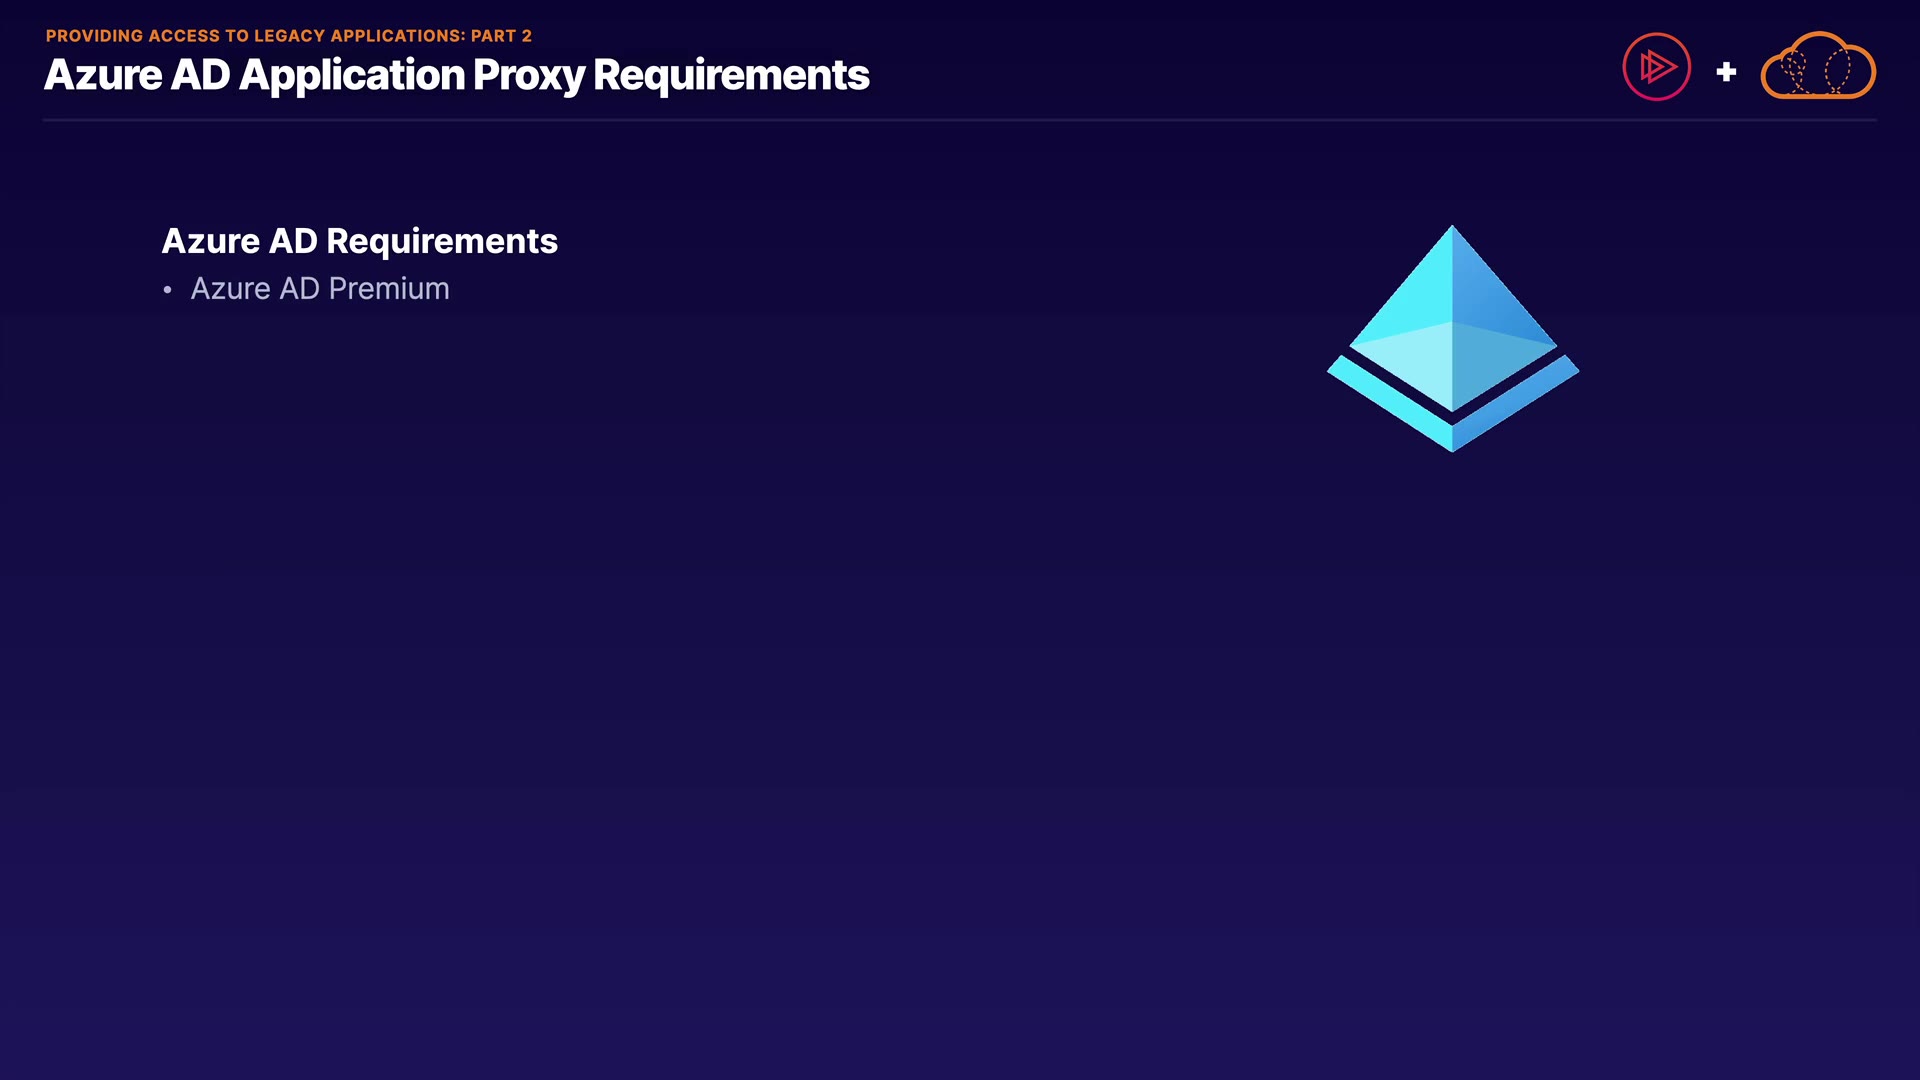 PROVIDING ACCESS TO LEGACY APPLICATIONS: PART 2
Azure AD Application Proxy Requirements
+
Azure AD Requirements
• Azure AD Premium